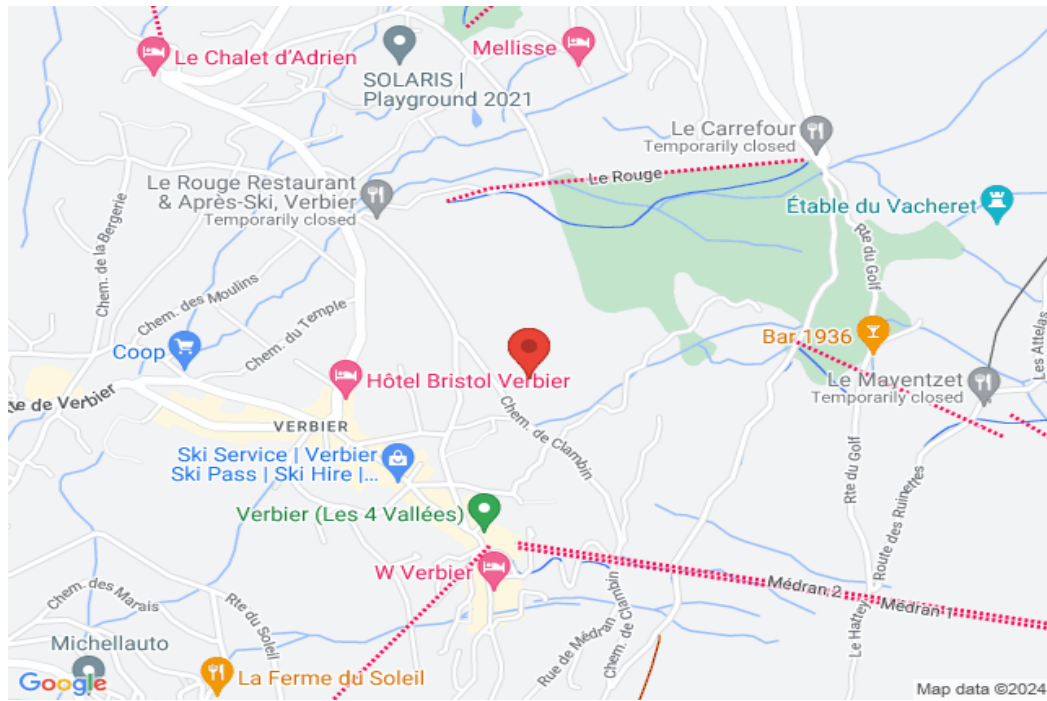 Le Chalet d'Adrien
Mellisse
SOLARIS |
Playground 2021
Le Carrefour
Temporarily closed
Le Rouge
Le Rouge Restaurant
& Après-Ski, Verbier
Temporarily closed
Étable du Vacheret
Chem. de la Bergerie
Rte du Golf
Chem. des Moulins
Chem. du Temple
Bar 1936
Les Attelas
Coop
Hôtel Bristol Verbier
Le Mayentzet
Temporarily closed
te de Verbier
Chem. de Clambin
VERBIER
Ski Service | Verbier
Ski Pass | Ski Hire |...
Rte du Golf
Route des Ruinettes
Verbier (Les 4 Vallées)
W Verbier
Médran 2
Médran 1
Chem. des Marais
Rte du Soleil
Chem. de Clambin
Rue de Médran
Le Hattey
Michellauto
La Ferme du Soleil
Google
Map data ©2024